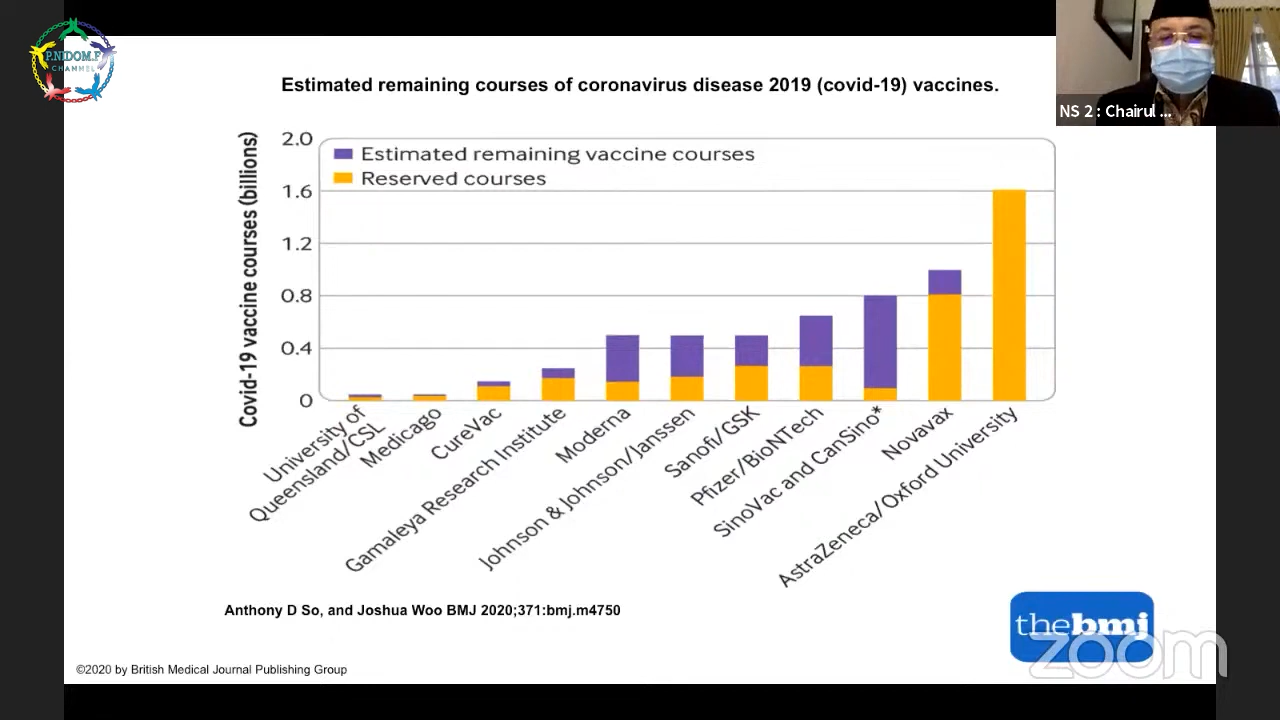 P.NIDOM.F
CHANNEL
Estimated remaining courses of coronavirus disease 2019 (covid-19) vaccines.
NS 2 : Chairul ...
Covid-19 vaccine courses (billions)
2.0
1.6
1.2
0.8
0.4
0
Estimated remaining vaccine courses
Reserved courses
University of
Queensland/CSL
Medicago
CureVac
Gamaleya Research Institute
Moderna
Johnson & Johnson/Janssen
Sanofi/GSK
Pfizer/BioNTech
SinoVac and CanSino*
Novavax
AstraZeneca/Oxford University
Anthony D So, and Joshua Woo BMJ 2020;371:bmj.m4750
thebmj
zoom
©2020 by British Medical Journal Publishing Group